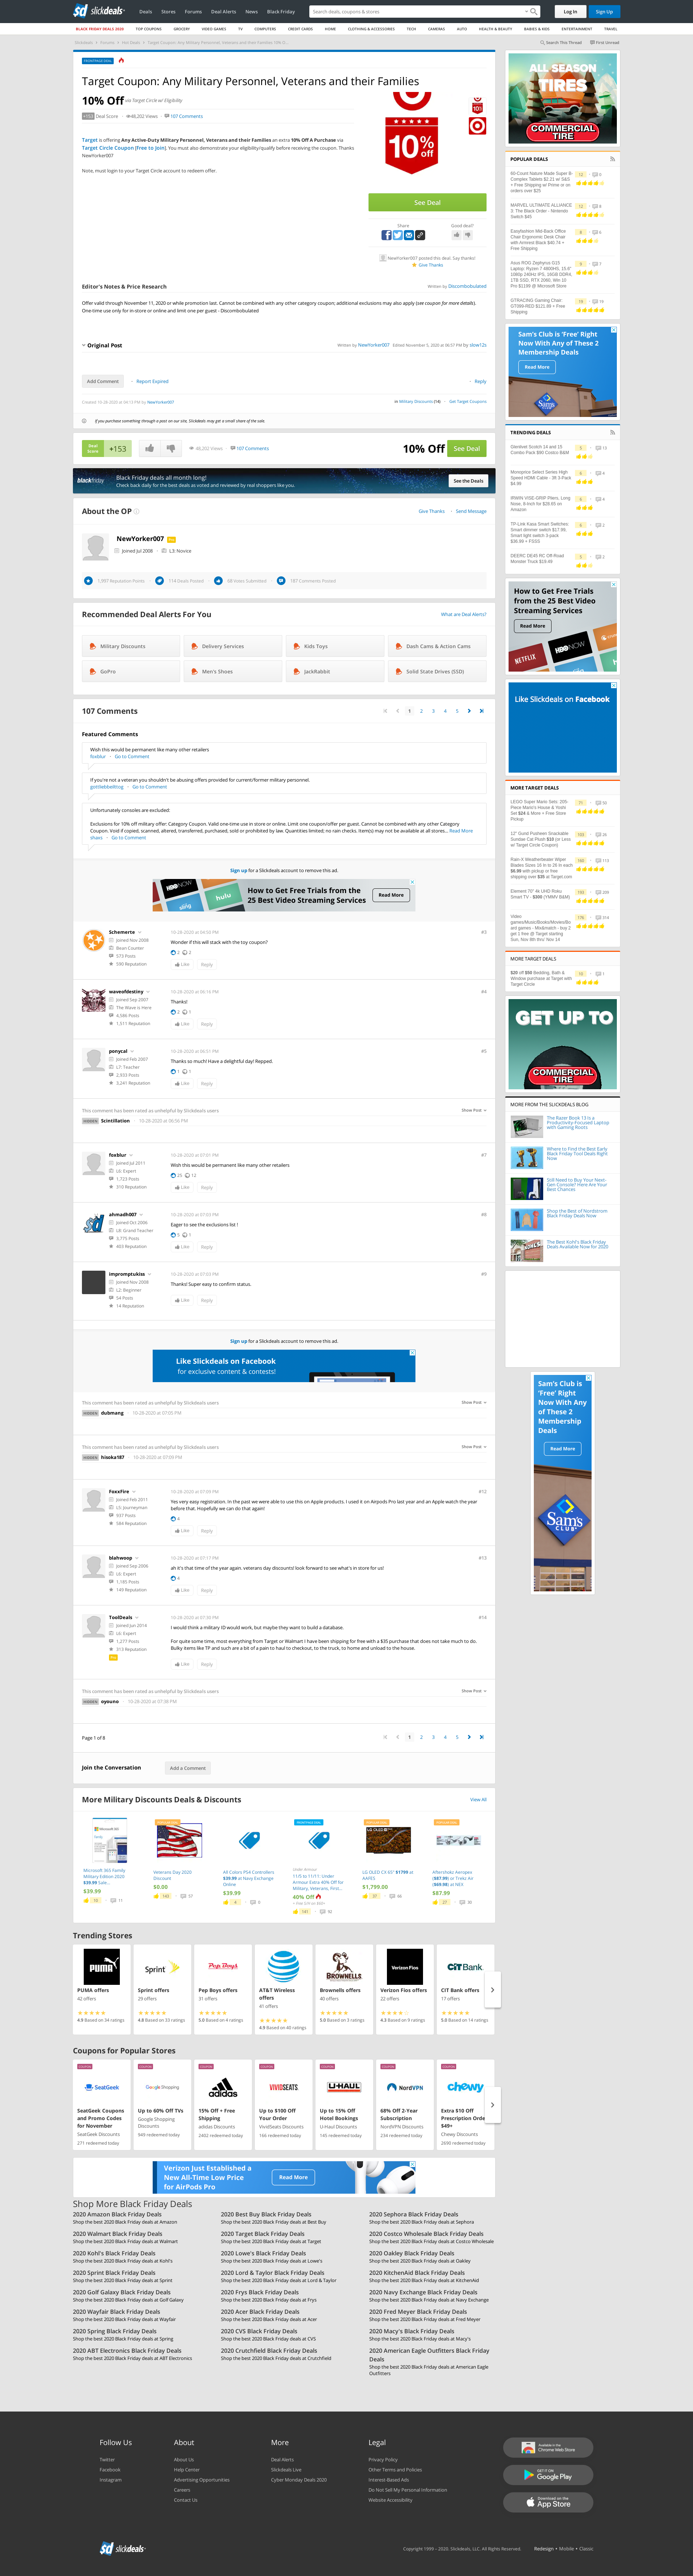 slickdeals
Deals Stores Forums Deal Alerts News Black Friday
Search deals, coupons & stores
Log In
Sign Up
BLACK FRIDAY DEALS 2020 TOP COUPONS GROCERY VIDEO GAMES TV COMPUTERS CREDIT CARDS HOME CLOTHING & ACCESSORIES TECH CAMERAS AUTO HEALTH & BEAUTY BABIES & KIDS ENTERTAINMENT TRAVEL
Search This Thread
First Unread
Target Coupon: Any Military Personnel, Veterans and their Families
10% Off via Target Circle w/ Eligibility
Deal Score 48,202 Views 107 Comments
Target is offering Any Active-Duty Military Personnel, Veterans and their Families an extra 10% Off A Purchase via
Target Circle Coupon (Free to Join). You must also demonstrate your eligibility/qualify before receiving the coupon. Thanks
NewYorker007
Note, must login to your Target Circle account to redeem offer.
10% off
See Deal
Share
Good deal?
NewYorker007 posted this deal. Say thanks!
Give Thanks
Editor's Notes & Price Research
Written by Discombobulated
Offer valid through November 11, 2020 or while promotion last. Cannot be combined with any other category coupon; additional exclusions may also apply (see coupon for more details).
One-time use only for in-store or online and limit one per guest - Discombobulated
Original Post
Written by NewYorker007 Edited November 5, 2020 at 06:57 PM by slow12s
Add Comment
Report Expired
Reply
Created 10-28-2020 at 04:13 PM by NewYorker007
in Military Discounts (14)
Get Target Coupons
If you purchase something through a post on our site, Slickdeals may get a small share of the sale.
Deal Score +153
48,202 Views 107 Comments
10% Off See Deal
blackfriday
Black Friday deals all month long!
Check back daily for the best deals as voted and reviewed by real shoppers like you.
See the Deals
About the OP
Give Thanks Send Message
NewYorker007
Joined Jul 2008 L3: Novice
1,997 Reputation Points 114 Deals Posted 68 Votes Submitted 187 Comments Posted
Recommended Deal Alerts For You
What are Deal Alerts?
Military Discounts Delivery Services Kids Toys Dash Cams & Action Cams
GoPro Men's Shoes JackRabbit Solid State Drives (SSD)
107 Comments
1 2 3 4 5
Featured Comments
Wish this would be permanent like many other retailers
foxblur Go to Comment
If you're not a veteran you shouldn't be abusing offers provided for current/former military personnel.
gottlebbelltrog Go to Comment
Unfortunately consoles are excluded:
Exclusions for 10% off military offer: Category Coupon. Valid one-time use in store or online. Limit one coupon/offer per guest. Cannot be combined with any other Category
Coupon. Void if copied, scanned, altered, transferred, purchased, sold or prohibited by law. Quantities limited; no rain checks. Item(s) may not be available at all stores... Read More
shaxs Go to Comment
Sign up for a Slickdeals account to remove this ad.
How to Get Free Trials from the
25 Best Video Streaming Services
Read More
Schemerte
Joined Nov 2008
Bean Counter
573 Posts
590 Reputation
10-28-2020 at 04:50 PM
#3
Wonder if this will stack with the toy coupon?
2 2
Like Reply
waveofdestiny
Joined Sep 2007
The Wave is Here
4,586 Posts
1,511 Reputation
10-28-2020 at 06:16 PM
#4
Thanks!
2 1
Like Reply
ponycal
Joined Feb 2007
L7: Teacher
2,933 Posts
3,241 Reputation
10-28-2020 at 06:51 PM
#5
Thanks so much! Have a delightful day! Repped.
1 1
Like Reply
This comment has been rated as unhelpful by Slickdeals users
Show Post
HIDDEN Scintillation 10-28-2020 at 06:56 PM
foxblur
Joined Jul 2011
L6: Expert
1,723 Posts
310 Reputation
10-28-2020 at 07:01 PM
#7
Wish this would be permanent like many other retailers
25 12
Like Reply
ahmadh007
Joined Oct 2006
L8: Grand Teacher
3,775 Posts
403 Reputation
10-28-2020 at 07:03 PM
#8
Eager to see the exclusions list !
5 1
Like Reply
impromptukiss
Joined Nov 2008
L2: Beginner
54 Posts
14 Reputation
10-28-2020 at 07:03 PM
#9
Thanks! Super easy to confirm status.
Like Reply
Sign up for a Slickdeals account to remove this ad.
Like Slickdeals on Facebook
for exclusive content & contests!
This comment has been rated as unhelpful by Slickdeals users
Show Post
HIDDEN dubmang 10-28-2020 at 07:05 PM
This comment has been rated as unhelpful by Slickdeals users
Show Post
HIDDEN hisoka187 10-28-2020 at 07:09 PM
FoxxFire
Joined Feb 2011
L5: Journeyman
937 Posts
584 Reputation
10-28-2020 at 07:09 PM
#12
Yes very easy registration. In the past we were able to use this on Apple products. I used it on Airpods Pro last year and an Apple watch the year
before that. Hopefully we can do that again!
4
Like Reply
blahwoop
Joined Sep 2006
L6: Expert
1,185 Posts
149 Reputation
10-28-2020 at 07:17 PM
#13
ah it's that time of the year again. veterans day discounts! look forward to see what's in store for us!
4
Like Reply
ToolDeals
Joined Jun 2014
L6: Expert
1,277 Posts
313 Reputation
10-28-2020 at 07:30 PM
#14
I would think a military ID would work, but maybe they want to build a database.
For quite some time, most everything from Target or Walmart I have been shipping for free with a $35 purchase that does not take much to do.
Bulky items like TP and such are a bit of a pain to haul to checkout, to the truck, to home and unload to the house.
Like Reply
This comment has been rated as unhelpful by Slickdeals users
Show Post
HIDDEN oyouno 10-28-2020 at 07:36 PM
Page 1 of 8
1 2 3 4 5
Join the Conversation
Add a Comment
More Military Discounts Deals & Discounts
View All
Microsoft 365 Family Military Edition 2020 $39.99 Sale...
$39.99
Veterans Day 2020 Discount
$0.00
All Colors PS4 Controllers $39.99 at Navy Exchange Online
$39.99
11/5 to 11/11: Under Armour Extra 40% Off for Military, Veterans, First...
40% Off
LG OLED CX 65" $1799 at AAFES
$1,799.00
Aftershokz Aeropex ($87.99) or Trekz Air ($69.98) at NEX
$87.99
Trending Stores
PUMA offers
42 offers
4.9 Based on 34 ratings
Sprint offers
29 offers
4.8 Based on 33 ratings
Pep Boys offers
31 offers
5.0 Based on 4 ratings
AT&T Wireless offers
41 offers
4.9 Based on 40 ratings
Brownells offers
40 offers
5.0 Based on 3 ratings
Verizon Fios offers
22 offers
4.3 Based on 9 ratings
CIT Bank offers
17 offers
5.0 Based on 14 ratings
Coupons for Popular Stores
SeatGeek Coupons and Promo Codes for November
SeatGeek Discounts
271 redeemed today
Up to 60% Off TVs
Google Shopping Discounts
949 redeemed today
15% Off + Free Shipping
adidas Discounts
2402 redeemed today
Up to $100 Off Your Order
VividSeats Discounts
166 redeemed today
Up to 15% Off Hotel Bookings
U-Haul Discounts
145 redeemed today
68% Off 2-Year Subscription
NordVPN Discounts
234 redeemed today
Extra $10 Off Prescription Orde $49+
Chewy Discounts
2690 redeemed today
Verizon Just Established a
New All-Time Low Price
for AirPods Pro
Read More
Shop More Black Friday Deals
2020 Amazon Black Friday Deals
Shop the best 2020 Black Friday deals at Amazon
2020 Best Buy Black Friday Deals
Shop the best 2020 Black Friday deals at Best Buy
2020 Sephora Black Friday Deals
Shop the best 2020 Black Friday deals at Sephora
2020 Walmart Black Friday Deals
Shop the best 2020 Black Friday deals at Walmart
2020 Target Black Friday Deals
Shop the best 2020 Black Friday deals at Target
2020 Costco Wholesale Black Friday Deals
Shop the best 2020 Black Friday deals at Costco Wholesale
2020 Kohl's Black Friday Deals
Shop the best 2020 Black Friday deals at Kohl's
2020 Lowe's Black Friday Deals
Shop the best 2020 Black Friday deals at Lowe's
2020 Oakley Black Friday Deals
Shop the best 2020 Black Friday deals at Oakley
2020 Sprint Black Friday Deals
Shop the best 2020 Black Friday deals at Sprint
2020 Lord & Taylor Black Friday Deals
Shop the best 2020 Black Friday deals at Lord & Taylor
2020 KitchenAid Black Friday Deals
Shop the best 2020 Black Friday deals at KitchenAid
2020 Golf Galaxy Black Friday Deals
Shop the best 2020 Black Friday deals at Golf Galaxy
2020 Frys Black Friday Deals
Shop the best 2020 Black Friday deals at Frys
2020 Navy Exchange Black Friday Deals
Shop the best 2020 Black Friday deals at Navy Exchange
2020 Wayfair Black Friday Deals
Shop the best 2020 Black Friday deals at Wayfair
2020 Acer Black Friday Deals
Shop the best 2020 Black Friday deals at Acer
2020 Fred Meyer Black Friday Deals
Shop the best 2020 Black Friday deals at Fred Meyer
2020 Spring Black Friday Deals
Shop the best 2020 Black Friday deals at Spring
2020 CVS Black Friday Deals
Shop the best 2020 Black Friday deals at CVS
2020 Macy's Black Friday Deals
Shop the best 2020 Black Friday deals at Macy's
2020 ABT Electronics Black Friday Deals
Shop the best 2020 Black Friday deals at ABT Electronics
2020 Crutchfield Black Friday Deals
Shop the best 2020 Black Friday deals at Crutchfield
2020 American Eagle Outfitters Black Friday Deals
Shop the best 2020 Black Friday deals at American Eagle Outfitters
ALL SEASON TIRES
COMMERCIAL TIRE
POPULAR DEALS
60-Count Nature Made Super B-Complex Tablets $2.21 w/ S&S + Free Shipping w/ Prime or on orders over $25
MARVEL ULTIMATE ALLIANCE 3: The Black Order - Nintendo Switch $45
Easyfashion Mid-Back Office Chair Ergonomic Desk Chair with Armrest Black $40.74 + Free Shipping
Asus ROG Zephyrus G15 Laptop: Ryzen 7 4800HS, 15.6" 1080p 240Hz IPS, 16GB DDR4, 1TB SSD, RTX 2060, Win 10 Pro $1199 @ Microsoft Store
GTRACING Gaming Chair GT099-RED $121.88 + Free Shipping
Sam's Club is 'Free' Right
Now With Any of These 2
Membership Deals
Read More
TRENDING DEALS
Glenlivet Scotch 14 and 15 Combo Pack $99 Costco B&M
Monoprice Select Series High Speed HDMI Cable - 3ft 3-Pack $4.99
IRWIN VISE-GRIP Pliers, Long Nose, 8-Inch for $28.65 on Amazon
TP-Link Kasa Smart Switches: Smart dimmer switch $17.99, Smart light switch 3-pack $38.99 + FSSS
DEERC DE45 RC Off-Road Monster Truck $19.49
How to Get Free Trials
from the 25 Best Video
Streaming Services
Read More
Like Slickdeals on Facebook
MORE TARGET DEALS
LEGO Super Mario Sets: 205-Piece Mario's House & Yoshi Set $24 & More + Free Store Pickup
12" Gund Pusheen Snackable Sundae Cat Plush $10 (or Less w/ Target Circle Coupon)
Rain-X Weatherbeater Wiper Blades Sizes 16 in to 26 in each $6.99 with pickup or free shipping over $35 at Target.com
Element 70" 4k UHD Roku Smart TV - $300 (YMMV B&M)
Video games/Music/Books/Movies/Board games - Mix&match - buy 2 get 1 free @ Target starting Sun, Nov 8th thru' Nov 14
MORE TARGET DEALS
$20 off $50 Bedding, Bath & Window purchase at Target with Target Circle
GET UP TO
COMMERCIAL TIRE
MORE FROM THE SLICKDEALS BLOG
The Razer Book 13 Is a Productivity-Focused Laptop with Gaming Roots
Where to Find the Best Early Black Friday Tool Deals Right Now
Still Need to Buy Your Next-Gen Console? Here Are Your Best Chances
Shop the Best of Nordstrom Black Friday Deals Now
The Best Kohl's Black Friday Deals Available Now for 2020
Sam's Club is
'Free' Right
Now With Any
of These 2
Membership
Deals
Read More
Sam's CLUB
Follow Us
Twitter
Facebook
Instagram
About
About Us
Help Center
Advertising Opportunities
Careers
Contact Us
More
Deal Alerts
Slickdeals Live
Cyber Monday Deals 2020
Legal
Privacy Policy
Other Terms and Policies
Interest-Based Ads
Do Not Sell My Personal Information
Website Accessibility
Available in the Chrome Web Store
GET IT ON Google Play
Download on the App Store
slickdeals
Copyright 1999 - 2020. Slickdeals, LLC. All Rights Reserved. Redesign • Mobile • Classic